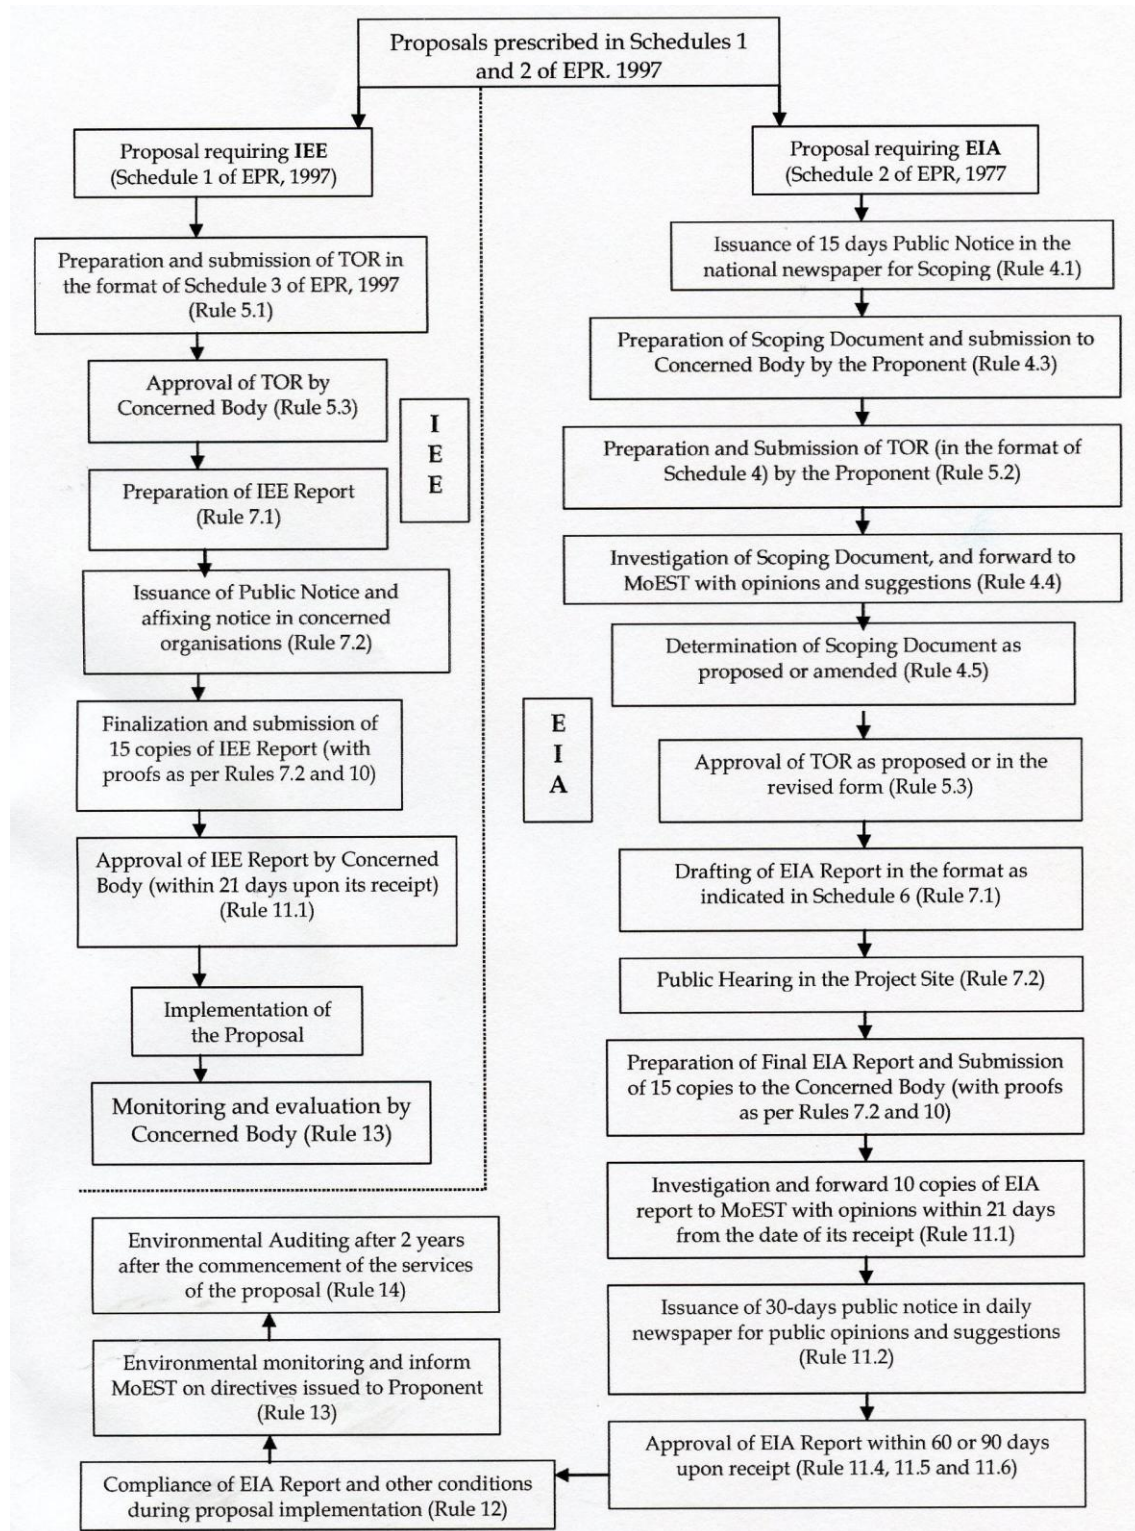 Proposals prescribed in Schedules 1
and 2 of EPR. 1997
Proposal requiring IEE
(Schedule 1 of EPR, 1997)
Preparation and submission of TOR in
the format of Schedule 3 of EPR, 1997
(Rule 5.1)
Approval of TOR by
Concerned Body (Rule 5.3)
Preparation of IEE Report
(Rule 7.1)
Issuance of Public Notice and
affixing notice in concerned
organisations (Rule 7.2)
Finalization and submission of
15 copies of IEE Report (with
proofs as per Rules 7.2 and 10)
Approval of IEE Report by Concerned
Body (within 21 days upon its receipt)
(Rule 11.1)
Implementation of
the Proposal
Monitoring and evaluation by
Concerned Body (Rule 13)
I
E
E
Proposal requiring EIA
(Schedule 2 of EPR, 1977
Issuance of 15 days Public Notice in the
national newspaper for Scoping (Rule 4.1)
Preparation of Scoping Document and submission to
Concerned Body by the Proponent (Rule 4.3)
Preparation and Submission of TOR (in the format of
Schedule 4) by the Proponent (Rule 5.2)
Investigation of Scoping Document, and forward to
MoEST with opinions and suggestions (Rule 4.4)
Determination of Scoping Document as
proposed or amended (Rule 4.5)
E
I
A
Approval of TOR as proposed or in the
revised form (Rule 5.3)
Drafting of EIA Report in the format as
indicated in Schedule 6 (Rule 7.1)
Public Hearing in the Project Site (Rule 7.2)
Preparation of Final EIA Report and Submission
of 15 copies to the Concerned Body (with proofs
as per Rules 7.2 and 10)
Investigation and forward 10 copies of EIA
report to MoEST with opinions within 21 days
from the date of its receipt (Rule 11.1)
Issuance of 30-days public notice in daily
newspaper for public opinions and suggestions
(Rule 11.2)
Approval of EIA Report within 60 or 90 days
upon receipt (Rule 11.4, 11.5 and 11.6)
Compliance of EIA Report and other conditions
during proposal implementation (Rule 12)
Environmental monitoring and inform
MoEST on directives issued to Proponent
(Rule 13)
Environmental Auditing after 2 years
after the commencement of the services
of the proposal (Rule 14)